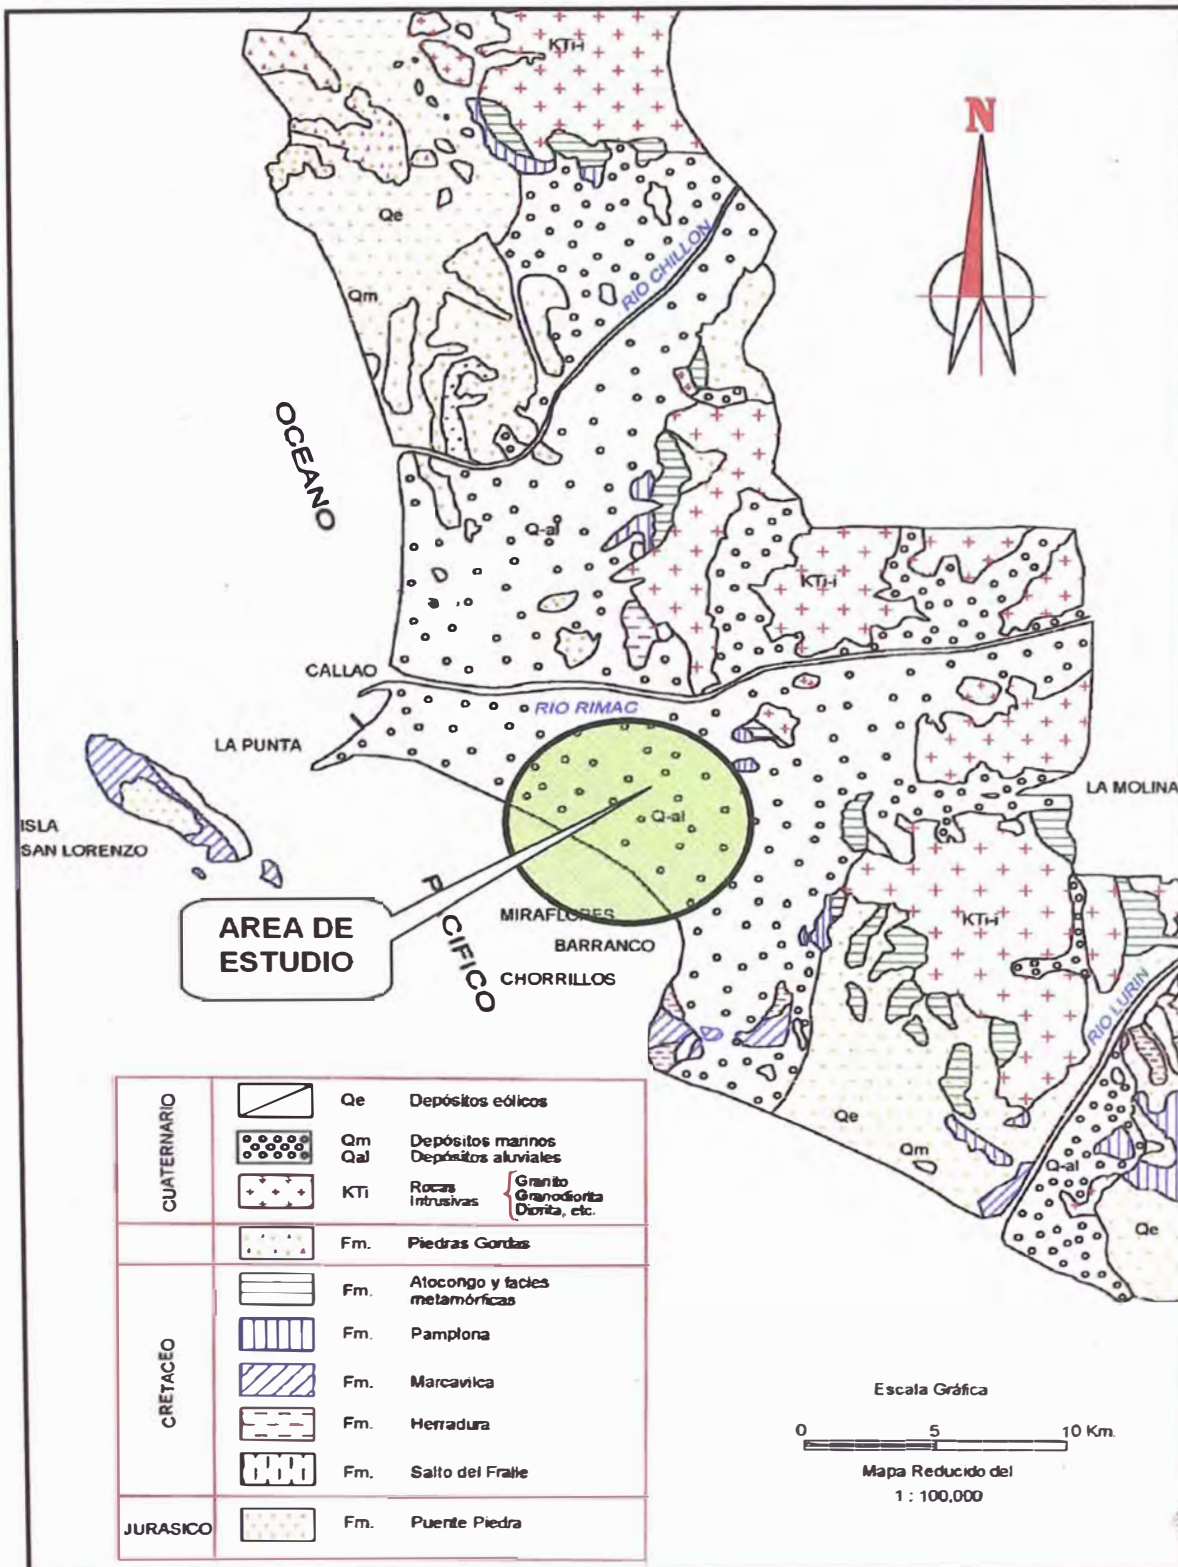 KTi-i
N
Qe
RIO CHILLON
Qm
OCEANO
Q-al
KTi-i
CALLAO
RIO RIMAC
LA PUNTA
LA MOLINA
Q-al
ISLA
SAN LORENZO
AREA DE
ESTUDIO
P CIFICO
MIRAFLORES
BARRANCO
CHORRILLOS
KTi-i
RIO LURIN
Qe
Qm
Q-al
Qe
CUATERNARIO
Qe Depósitos eólicos
Qm Depósitos marinos
Qal Depósitos aluviales
KTi Rocas Intrusivas
Granito
Granodiorita
Diorita, etc.
Fm. Piedras Gordas
CRETACEO
Fm. Atocongo y facies
metamórficas
Fm. Pamplona
Fm. Marcavilca
Fm. Herradura
Fm. Salto del Fraile
JURASICO
Fm. Puente Piedra
Escala Gráfica
0 5 10 Km.
Mapa Reducido del
1 : 100,000